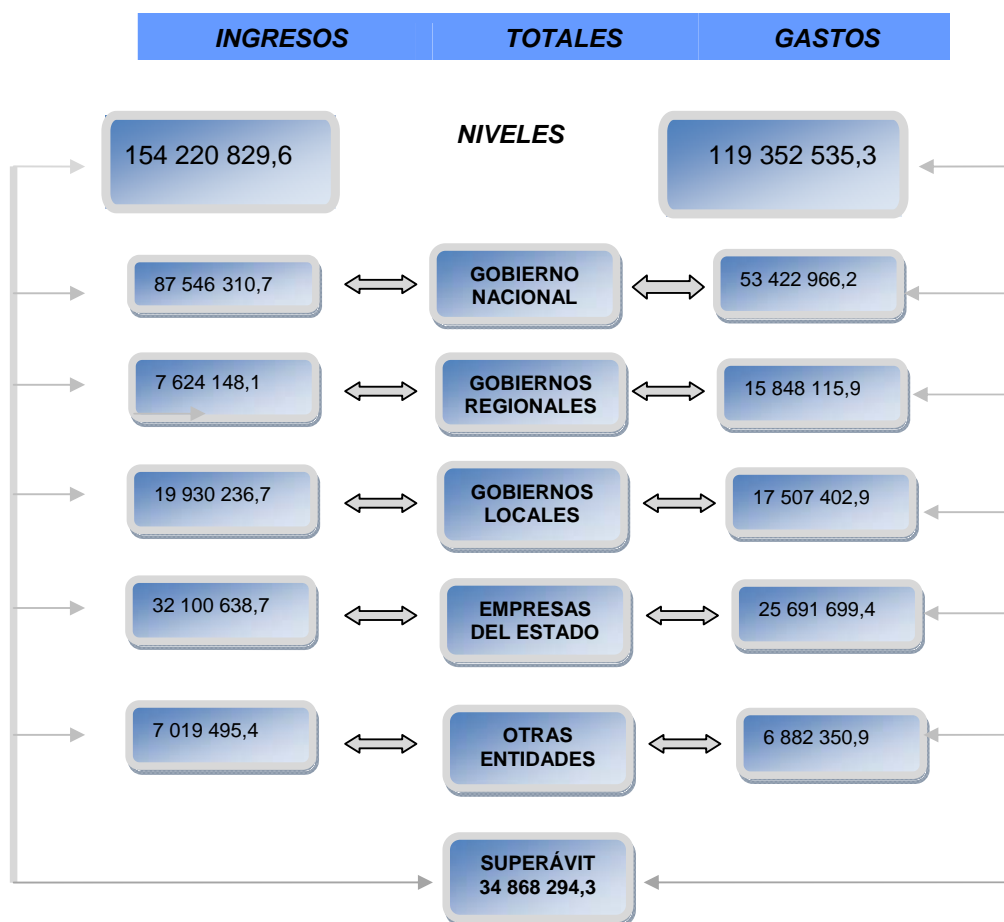 INGRESOS TOTALES GASTOS
NIVELES
154 220 829,6 119 352 535,3
87 546 310,7 GOBIERNO NACIONAL 53 422 966,2
7 624 148,1 GOBIERNOS REGIONALES 15 848 115,9
19 930 236,7 GOBIERNOS LOCALES 17 507 402,9
32 100 638,7 EMPRESAS DEL ESTADO 25 691 699,4
7 019 495,4 OTRAS ENTIDADES 6 882 350,9
SUPERÁVIT
34 868 294,3